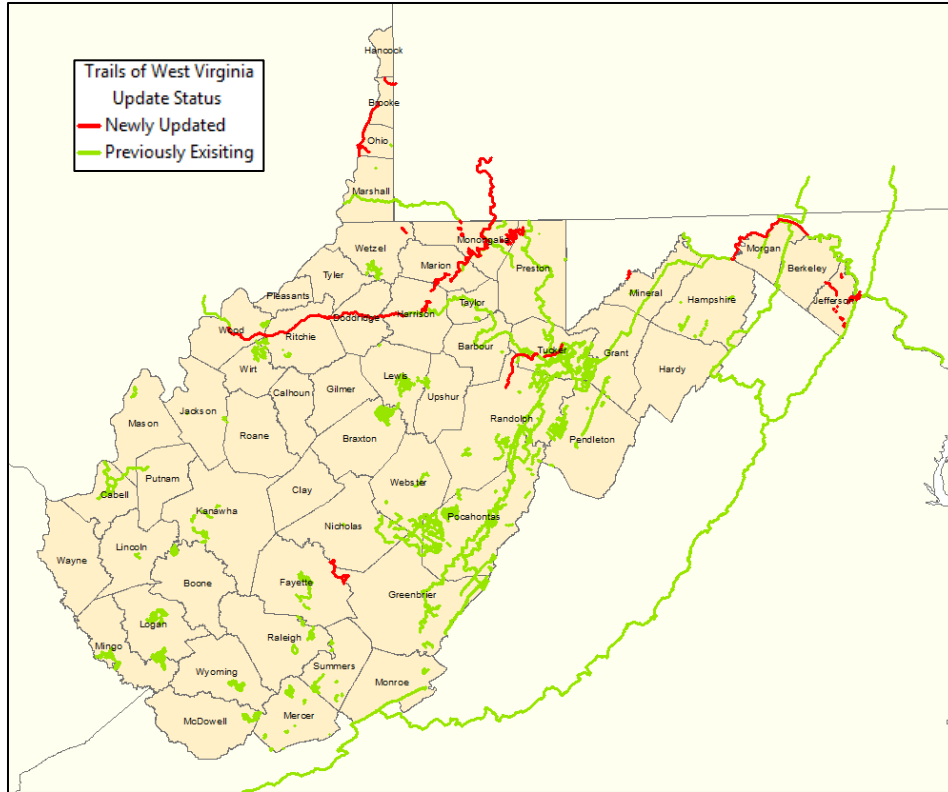 Trails of West Virginia
Update Status
Newly Updated
Previously Exisiting
Hancock
Brooke
Ohio
Marshall
Wetzel
Monongalia
Marion
Preston
Tyler
Pleasants
Morgan
Berkeley
Mineral
Hampshire
Jefferson
Taylor
Harrison
Doddridge
Wood
Ritchie
Barbour
Tucker
Grant
Wirt
Hardy
Lewis
Gilmer
Calhoun
Upshur
Jackson
Randolph
Mason
Roane
Braxton
Pendleton
Putnam
Webster
Cabell
Clay
Kanawha
Pocahontas
Nicholas
Lincoln
Wayne
Boone
Fayette
Greenbrier
Logan
Raleigh
Mingo
Summers
Wyoming
Monroe
Mercer
McDowell